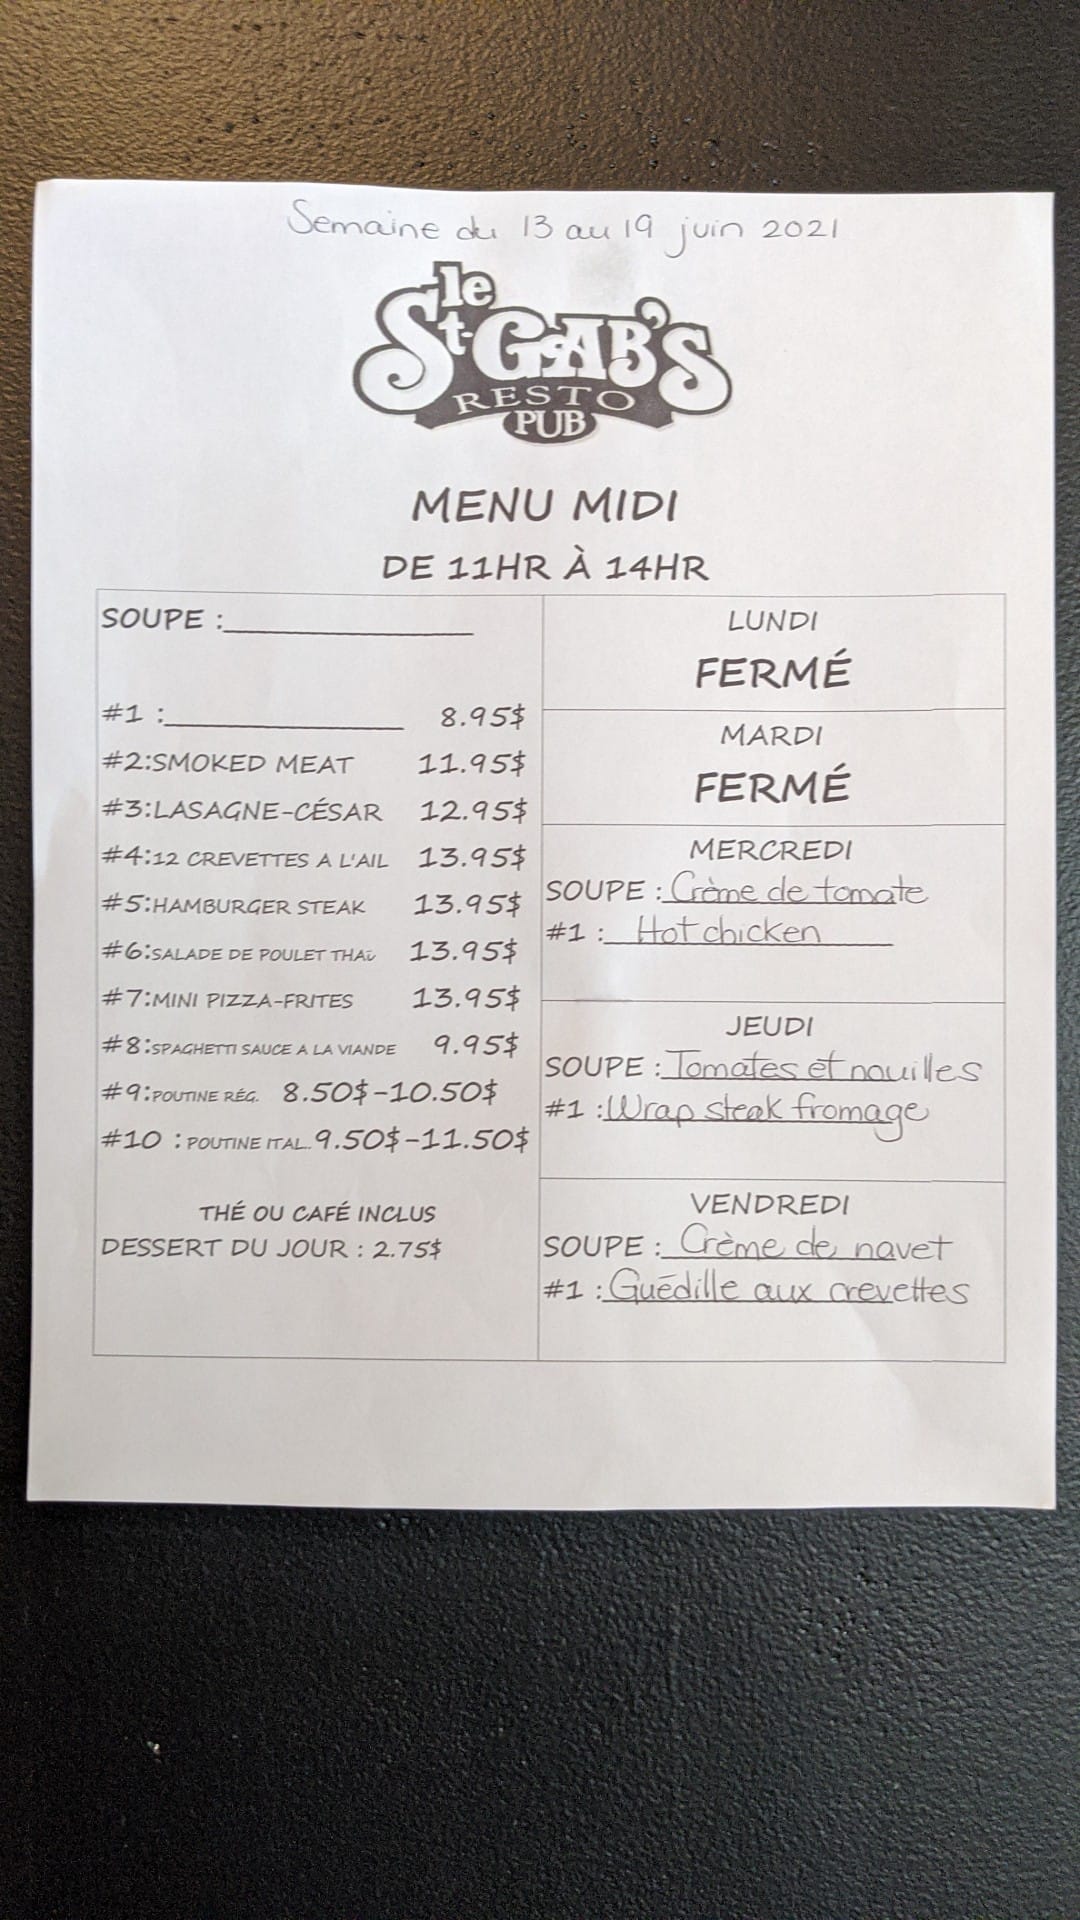 Semaine du 13 au 19 juin 2021
le
St-GAB'S
RESTO
PUB
MENU MIDI
DE 11HR À 14HR
SOUPE :_______________
#1 :_______________ 8.95$
#2:SMOKED MEAT 11.95$
#3:LASAGNE-CÉSAR 12.95$
#4:12 CREVETTES A L'AIL 13.95$
#5:HAMBURGER STEAK 13.95$
#6:SALADE DE POULET THAÏ 13.95$
#7:MINI PIZZA-FRITES 13.95$
#8:SPAGHETTI SAUCE A LA VIANDE 9.95$
#9:POUTINE RÉG. 8.50$-10.50$
#10 : POUTINE ITAL. 9.50$-11.50$
THÉ OU CAFÉ INCLUS
DESSERT DU JOUR : 2.75$
LUNDI
FERMÉ
MARDI
FERMÉ
MERCREDI
SOUPE : Crème de tomate
#1 : Hot chicken
JEUDI
SOUPE : Tomates et nouilles
#1 : Wrap steak fromage
VENDREDI
SOUPE : Crème de navet
#1 : Guédille aux crevettes